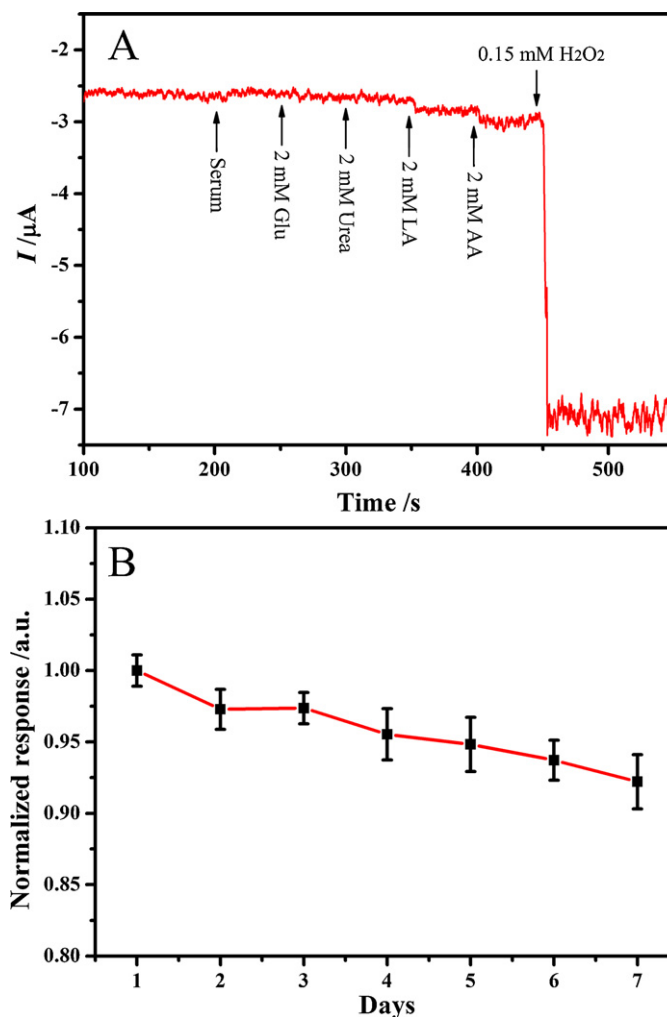 A
0.15 mM H2O2
-2
-3
-4
-5
-6
-7
I /µA
Serum
2 mM Glu
2 mM Urea
2 mM LA
2 mM AA
100
200
300
400
500
Time /s
B
1.10
1.05
1.00
0.95
0.90
0.85
0.80
Normalized response /a.u.
1
2
3
4
5
6
7
Days